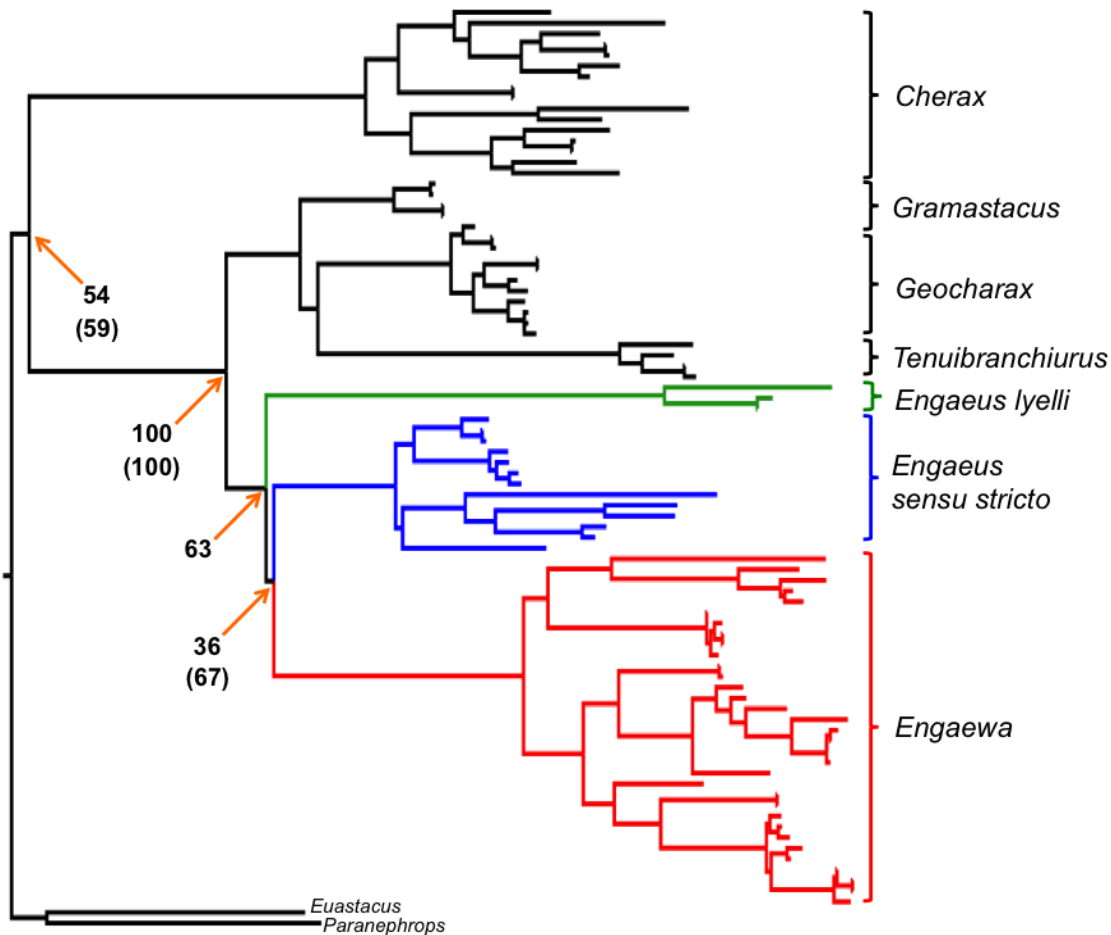 Cherax
Gramastacus
54
(59)
Geocharax
Tenuibranchiurus
Engaeus lyelli
100
(100)
Engaeus
sensu stricto
63
36
(67)
Engaewa
Euastacus
Paranephrops